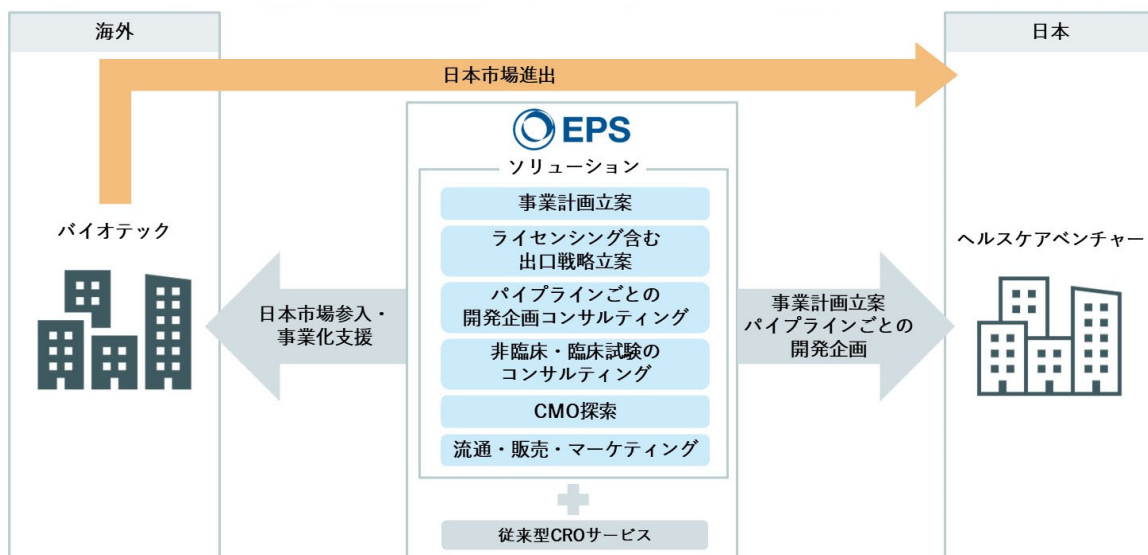 海外
日本
日本市場進出
EPS
ソリューション
事業計画立案
ライセンシング含む
出口戦略立案
パイプラインごとの
開発企画コンサルティング
非臨床・臨床試験の
コンサルティング
CMO探索
流通・販売・マーケティング
従来型CROサービス
バイオテック
日本市場参入・
事業化支援
事業計画立案
パイプラインごとの
開発企画
ヘルスケアベンチャー